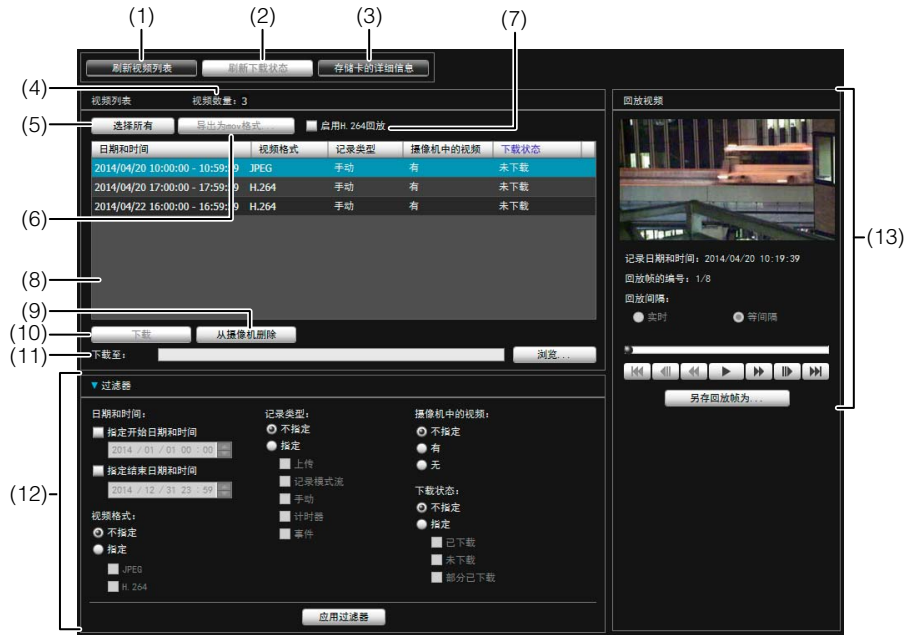 (1) (2) (3) (7)
刷新视频列表 刷新下载状态 存储卡的详细信息
(4)
视频列表 视频数量：3 回放视频
(5) 选择所有 导出为mov格式... 启用H.264回放
日期和时间 视频格式 记录类型 摄像机中的视频 下载状态
2014/04/20 10:00:00 - 10:59:59 JPEG 手动 有 未下载
2014/04/20 17:00:00 - 17:59:59 H.264 手动 有 未下载
(6) 2014/04/22 16:00:00 - 16:59:59 H.264 手动 有 未下载
(13)
记录日期和时间：2014/04/20 10:19:39
(8) 回放帧的编号：1/8
回放间隔：
(9) 实时 等间隔
(10) 下载 从摄像机删除
(11) 下载至： 浏览...
另存回放帧为...
(12)
过滤器
日期和时间：
指定开始日期和时间
2014 / 01 / 01 00 : 00
指定结束日期和时间
2014 / 12 / 31 23 : 59
视频格式：
不指定
指定
JPEG
H.264
记录类型：
不指定
指定
上传
记录模式流
手动
计时器
事件
摄像机中的视频：
不指定
有
无
下载状态：
不指定
指定
已下载
未下载
部分已下载
应用过滤器